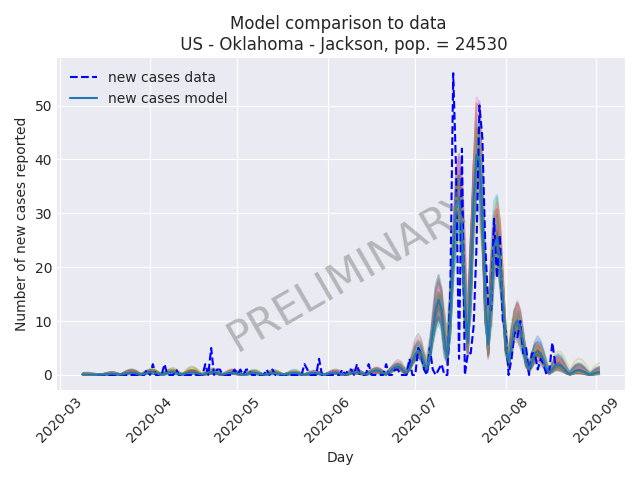 Model comparison to data
US - Oklahoma - Jackson, pop. = 24530
new cases data
new cases model
Number of new cases reported
50
40
30
20
10
0
PRELIMINARY
2020-03
2020-04
2020-05
2020-06
2020-07
2020-08
2020-09
Day